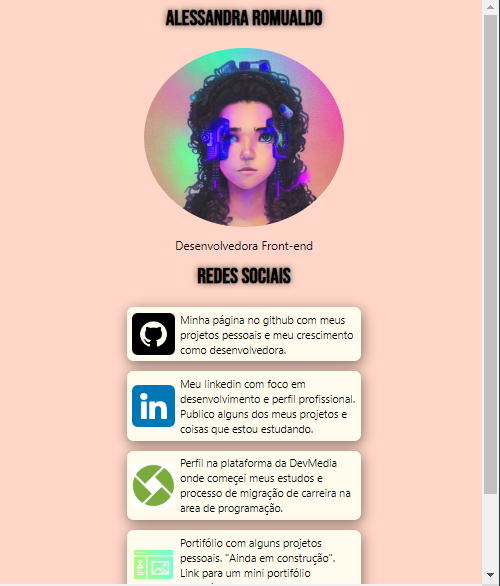 ALESSANDRA ROMUALDO
Desenvolvedora Front-end
REDES SOCIAIS
Minha página no github com meus
projetos pessoais e meu crescimento
como desenvolvedora.
in
Meu linkedin com foco em
desenvolvimento e perfil profissional.
Publico alguns dos meus projetos e
coisas que estou estudando.
Perfil na plataforma da DevMedia
onde começei meus estudos e
processo de migração de carreira na
area de programação.
Portifólio com alguns projetos
pessoais. "Ainda em construção".
Link para um mini portifólio